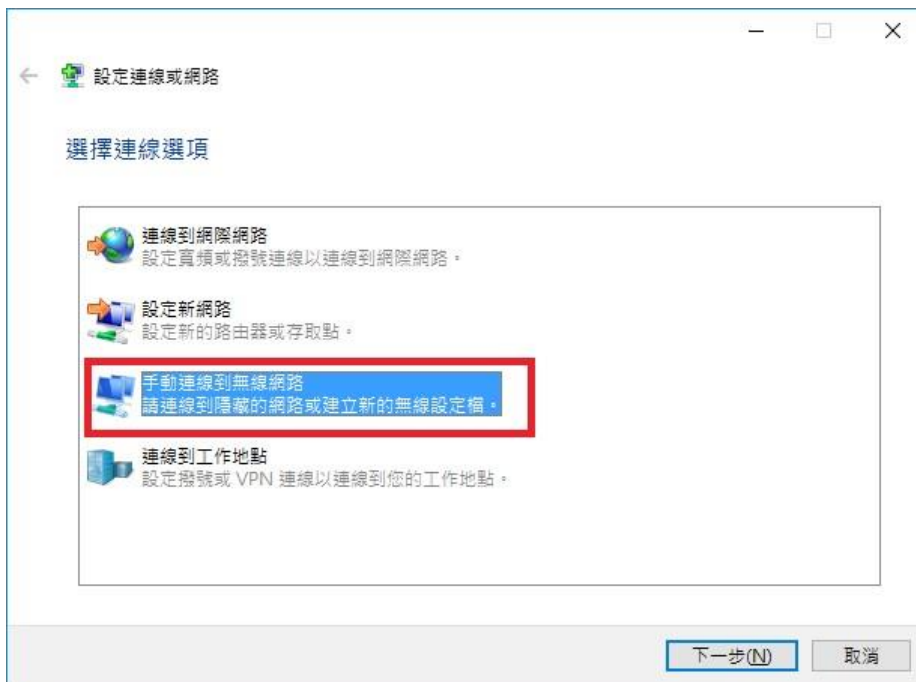 設定連線或網路
選擇連線選項
連線到網際網路
設定寬頻或撥號連線以連線到網際網路。
設定新網路
設定新的路由器或存取點。
手動連線到無線網路
請連線到隱藏的網路或建立新的無線設定檔。
連線到工作地點
設定撥號或 VPN 連線以連線到您的工作地點。
下一步(N)
取消